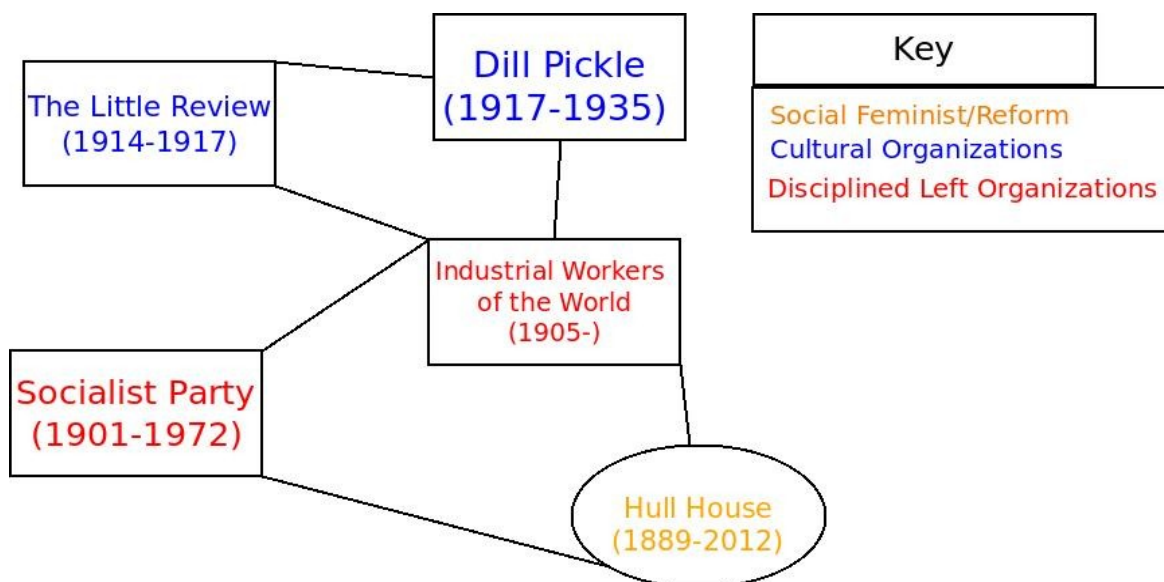 Dill Pickle
(1917-1935)
Key
The Little Review
(1914-1917)
Social Feminist/Reform
Cultural Organizations
Disciplined Left Organizations
Industrial Workers
of the World
(1905-)
Socialist Party
(1901-1972)
Hull House
(1889-2012)